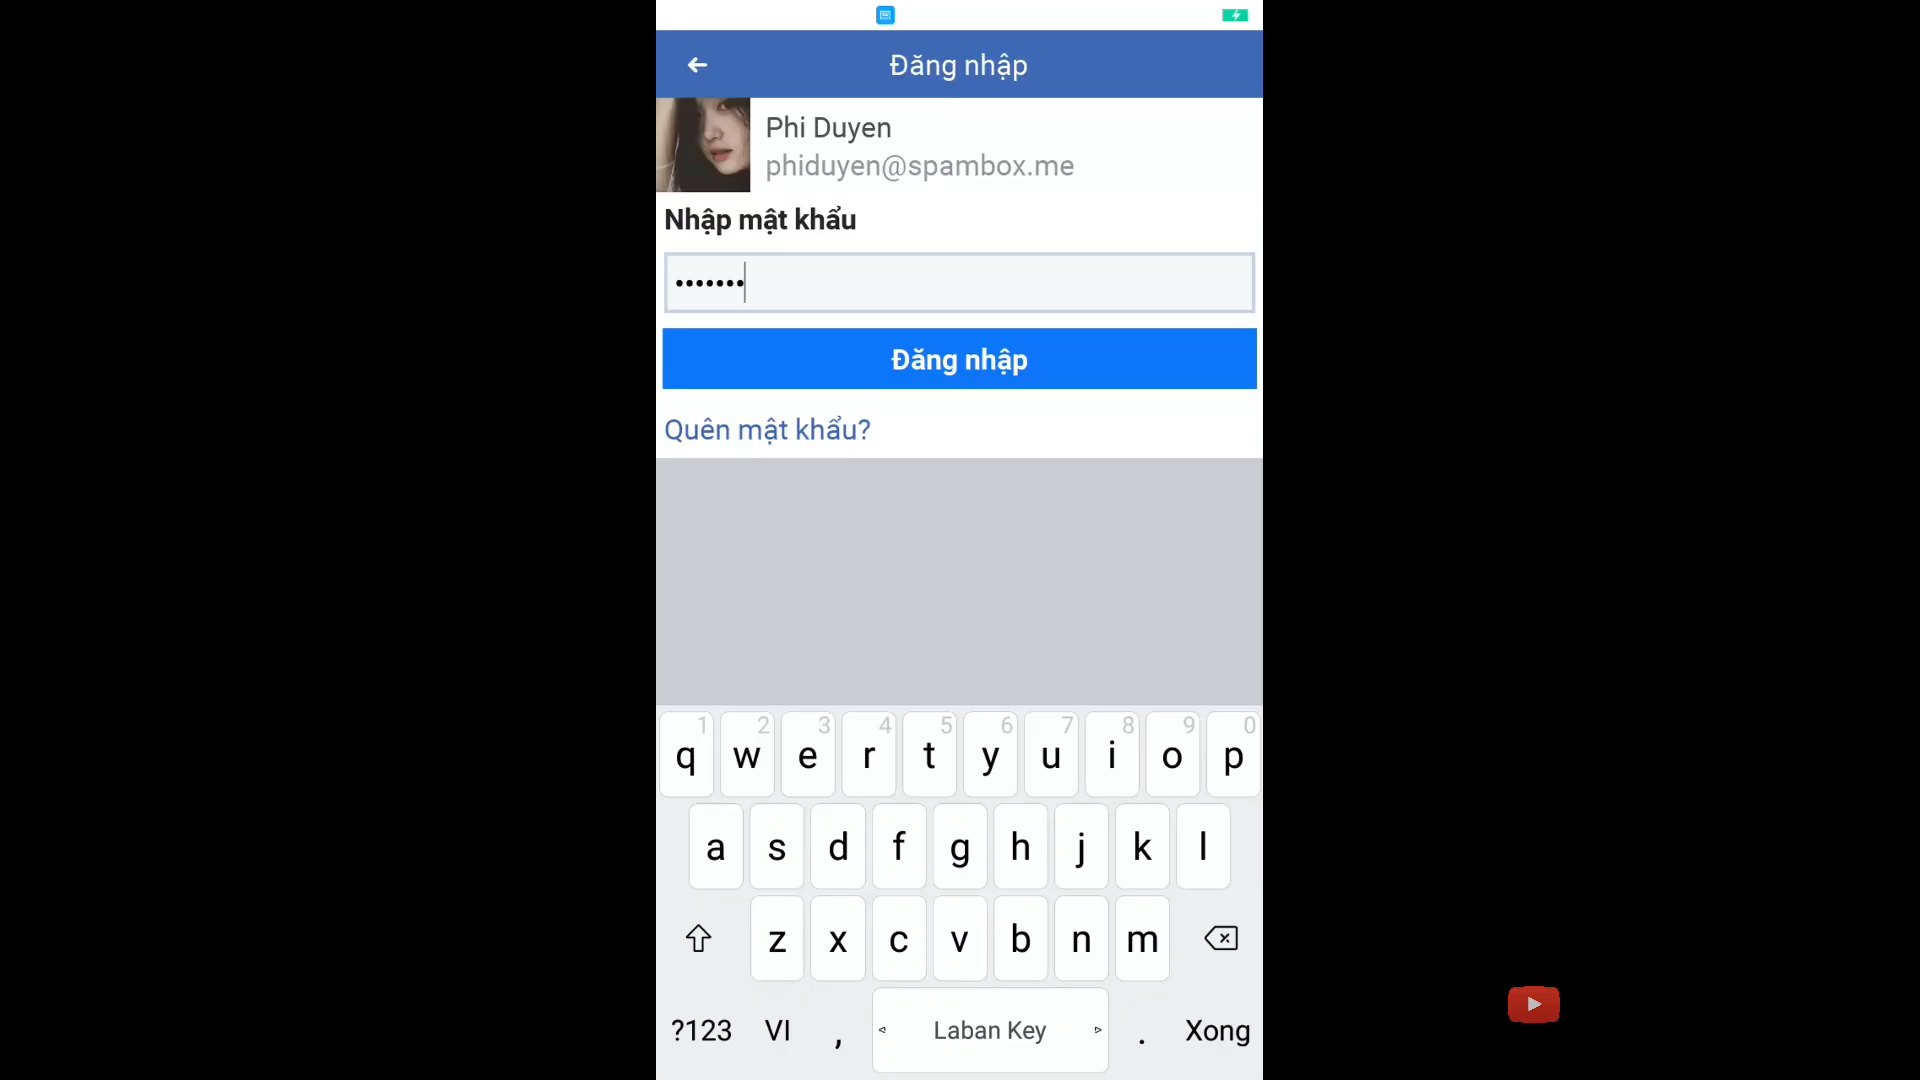 Đăng nhập
Phi Duyen
phiduyen@spambox.me
Nhập mật khẩu
•••••••
Đăng nhập
Quên mật khẩu?
1 2 3 4 5 6 7 8 9 0
q w e r t y u i o p
a s d f g h j k l
z x c v b n m
?123 VI , Laban Key . Xong